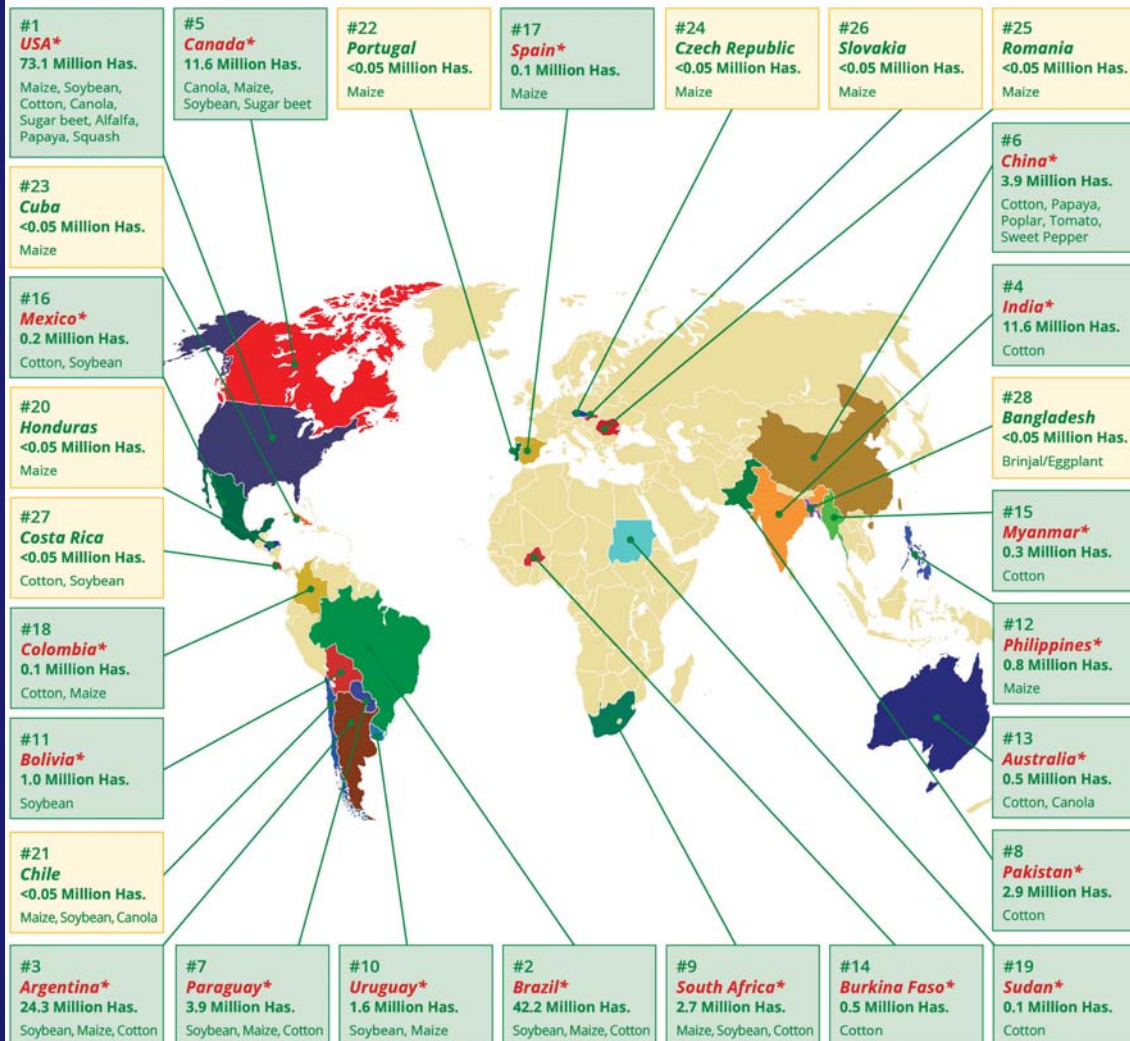 #1
USA*
73.1 Million Has.
Maize, Soybean,
Cotton, Canola,
Sugar beet, Alfalfa,
Papaya, Squash
#5
Canada*
11.6 Million Has.
Canola, Maize,
Soybean, Sugar beet
#22
Portugal
<0.05 Million Has.
Maize
#17
Spain*
0.1 Million Has.
Maize
#24
Czech Republic
<0.05 Million Has.
Maize
#26
Slovakia
<0.05 Million Has.
Maize
#25
Romania
<0.05 Million Has.
Maize
#23
Cuba
<0.05 Million Has.
Maize
#6
China*
3.9 Million Has.
Cotton, Papaya,
Poplar, Tomato,
Sweet Pepper
#16
Mexico*
0.2 Million Has.
Cotton, Soybean
#4
India*
11.6 Million Has.
Cotton
#20
Honduras
<0.05 Million Has.
Maize
#28
Bangladesh
<0.05 Million Has.
Brinjal/Eggplant
#27
Costa Rica
<0.05 Million Has.
Cotton, Soybean
#15
Myanmar*
0.3 Million Has.
Cotton
#18
Colombia*
0.1 Million Has.
Cotton, Maize
#12
Philippines*
0.8 Million Has.
Maize
#11
Bolivia*
1.0 Million Has.
Soybean
#13
Australia*
0.5 Million Has.
Cotton, Canola
#21
Chile
<0.05 Million Has.
Maize, Soybean, Canola
#8
Pakistan*
2.9 Million Has.
Cotton
#3
Argentina*
24.3 Million Has.
Soybean, Maize, Cotton
#7
Paraguay*
3.9 Million Has.
Soybean, Maize, Cotton
#10
Uruguay*
1.6 Million Has.
Soybean, Maize
#2
Brazil*
42.2 Million Has.
Soybean, Maize, Cotton
#9
South Africa*
2.7 Million Has.
Maize, Soybean, Cotton
#14
Burkina Faso*
0.5 Million Has.
Cotton
#19
Sudan*
0.1 Million Has.
Cotton